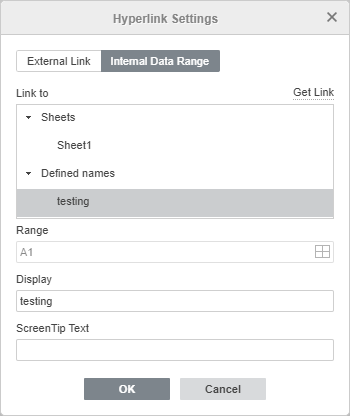 Hyperlink Settings
External Link Internal Data Range
Link to Get Link
Sheets
Sheet1
Defined names
testing
Range
A1
Display
testing
ScreenTip Text
OK Cancel